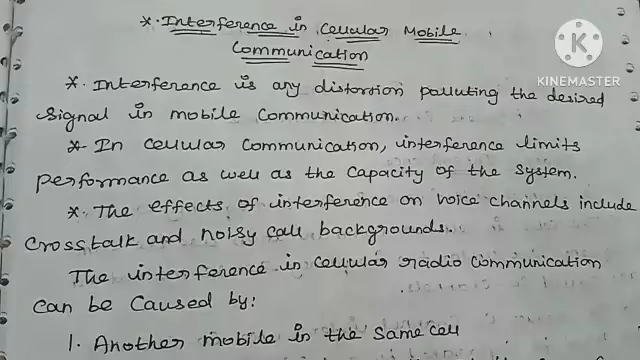 *. Interference in cellular Mobile
Communication
K
KINEMASTER
*. Interference is any distortion polluting the desired
signal in mobile communication.
*. In cellular communication, interference limits
performance as well as the capacity of the system.
*. The effects of interference on voice channels include
crosstalk and noisy call backgrounds.
The interference in cellular radio communication
can be caused by:
1. Another mobile in the same cell